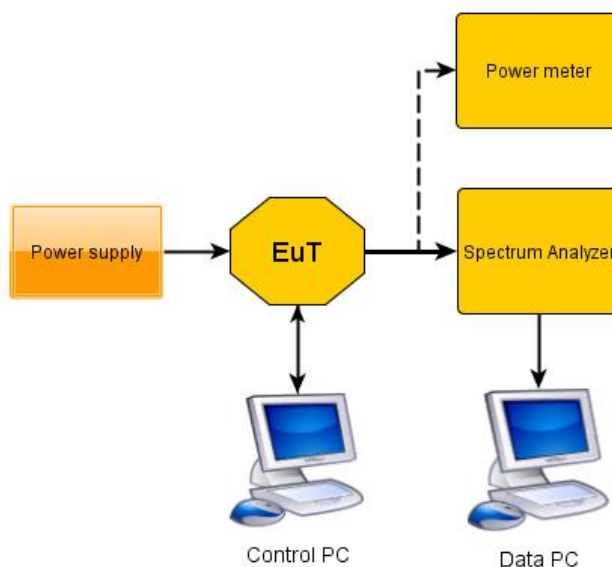 Power meter
Power supply
EuT
Spectrum Analyzer
Control PC
Data PC